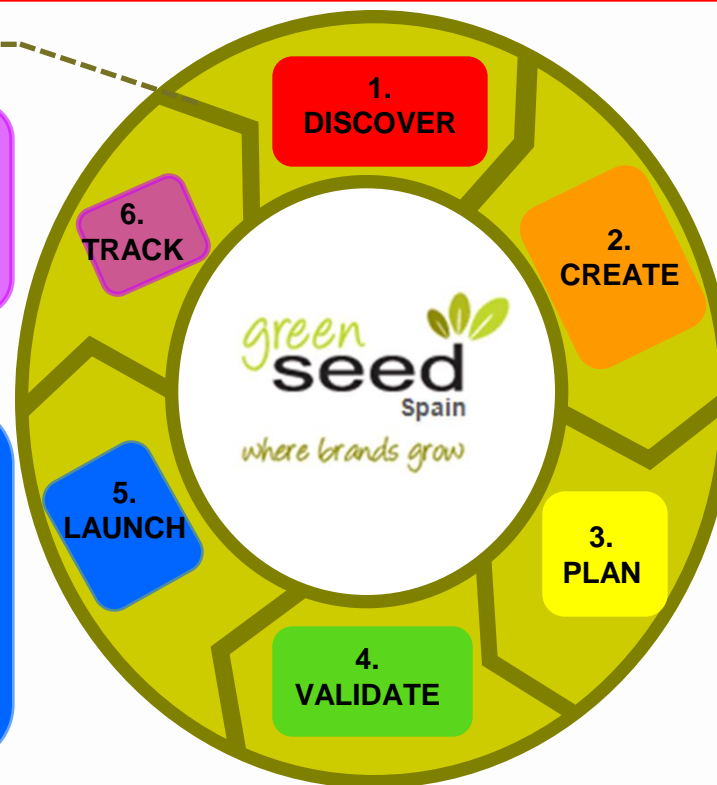 1.
DISCOVER
2.
CREATE
3.
PLAN
4.
VALIDATE
5.
LAUNCH
6.
TRACK
green
seed
Spain
where brands grow